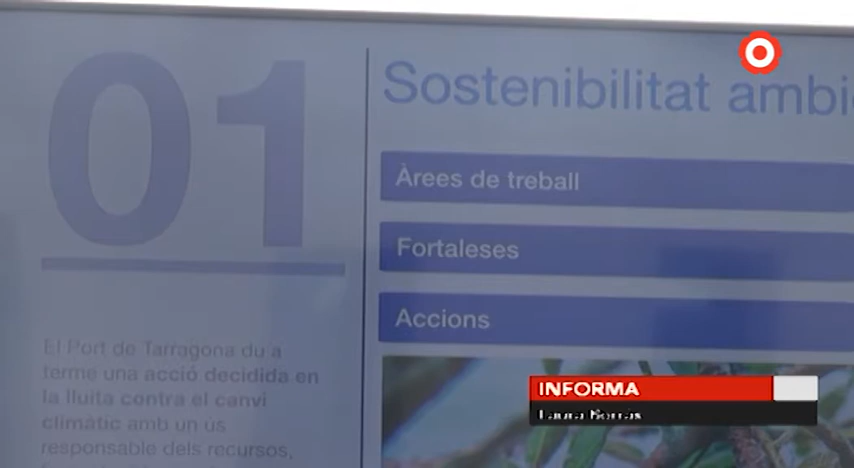 01
Sostenibilitat ambi
Àrees de treball
Fortaleses
Accions
El Port de Tarragona du a
terme una acció decidida en
la lluita contra el canvi
climàtic amb un ús
responsable dels recursos,
INFORMA
Laura